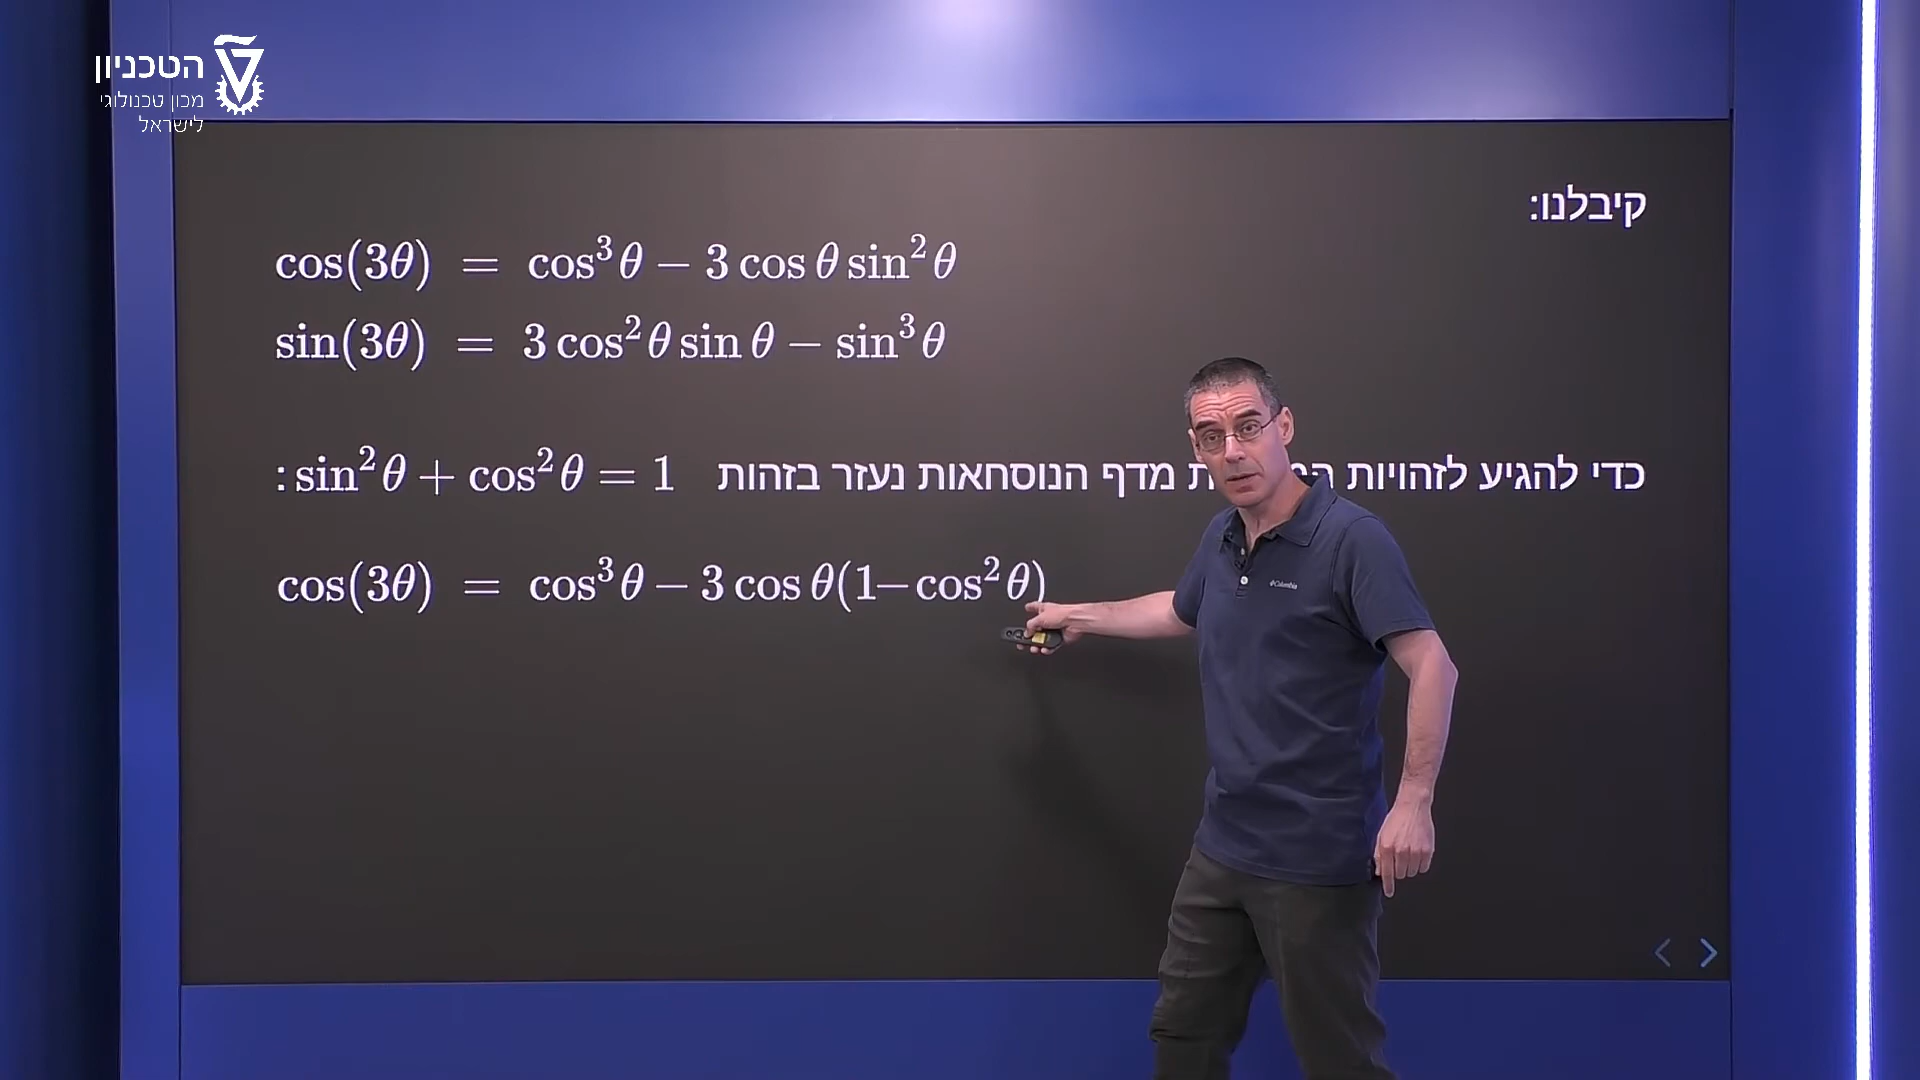 הטכניון
מכון טכנולוגי
לישראל
קיבלנו:
cos(3θ) = cos³θ − 3 cos θ sin²θ
sin(3θ) = 3 cos²θ sin θ − sin³θ
כדי להגיע לזהויות מדף הנוסחאות נעזר בזהות sin²θ + cos²θ = 1 :
cos(3θ) = cos³θ − 3 cos θ(1−cos²θ)
Columbia